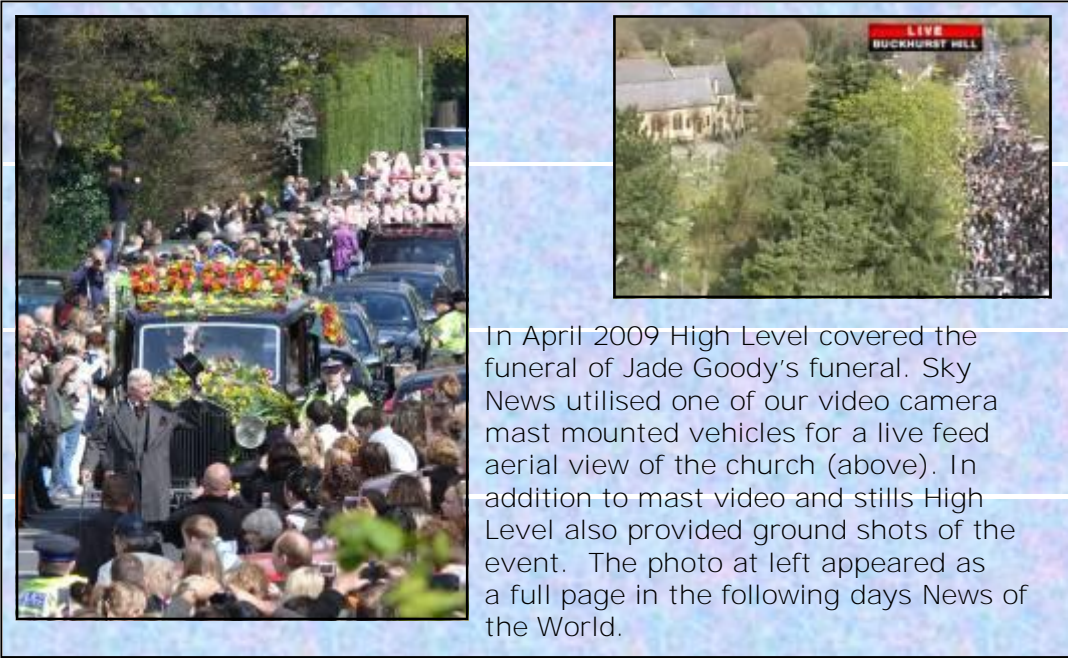 LIVE
BUCKHURST HILL
JADE
FROM
In April 2009 High Level covered the
funeral of Jade Goody's funeral. Sky
News utilised one of our video camera
mast mounted vehicles for a live feed
aerial view of the church (above). In
addition to mast video and stills High
Level also provided ground shots of the
event. The photo at left appeared as
a full page in the following days News of
the World.